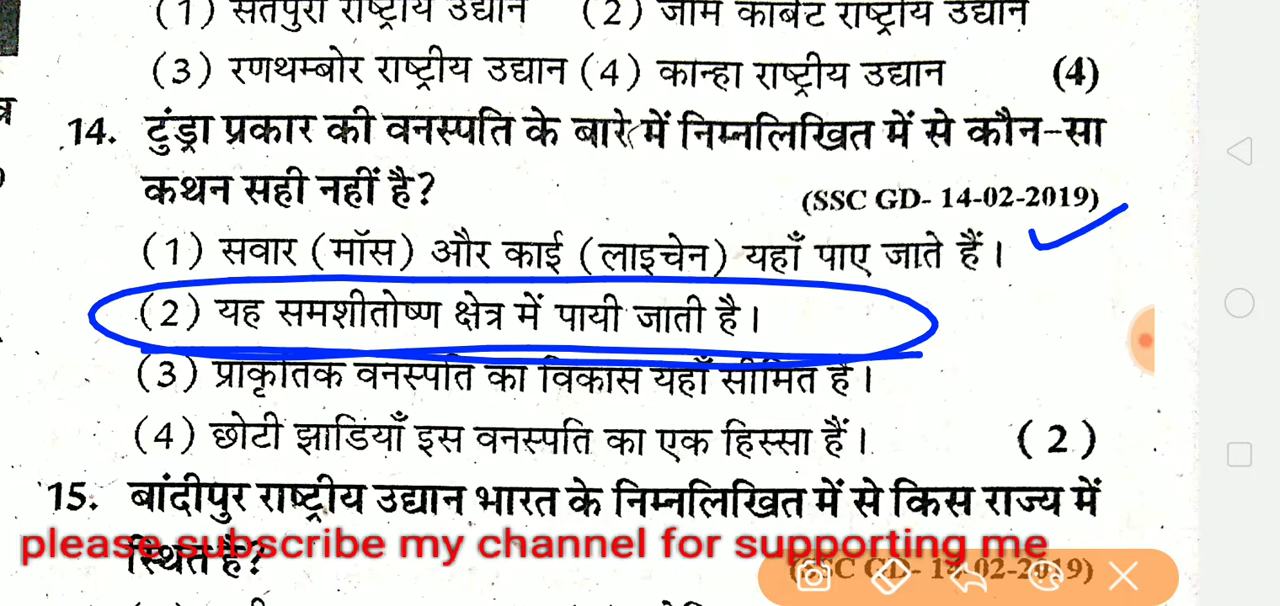 (1) सतपुरा राष्ट्रीय उद्यान (2) जीम कार्बेट राष्ट्रीय उद्यान
(3) रणथम्बोर राष्ट्रीय उद्यान (4) कान्हा राष्ट्रीय उद्यान (4)
14. टुंड्रा प्रकार की वनस्पति के बारे में निम्नलिखित में से कौन-सा
कथन सही नहीं है? (SSC GD- 14-02-2019)
(1) सवार (मॉस) और काई (लाइचेन) यहाँ पाए जाते हैं।
(2) यह समशीतोष्ण क्षेत्र में पायी जाती है।
(3) प्राकृतिक वनस्पति का विकास यहाँ सीमित है।
(4) छोटी झाडियाँ इस वनस्पति का एक हिस्सा हैं। (2)
15. बांदीपुर राष्ट्रीय उद्यान भारत के निम्नलिखित में से किस राज्य में
स्थित है?
please subscribe my channel for supporting me